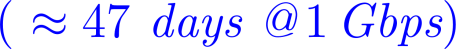 ( ≈ 47 days @ 1 Gbps)